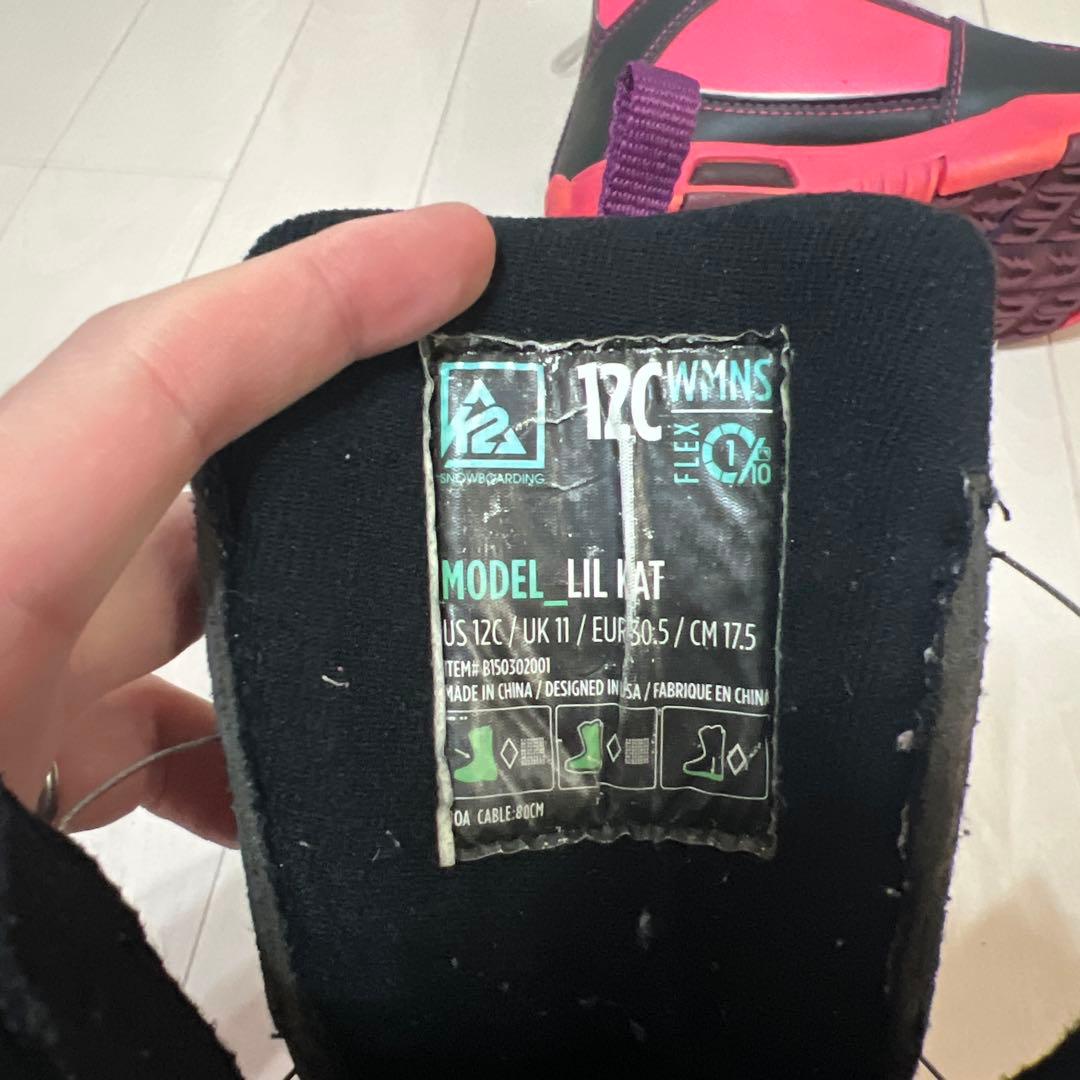 K2 12C WMNS
SNOWBOARDING FLEX 1/10
MODEL_LIL KAT
US 12C / UK 11 / EUR 30.5 / CM 17.5
ITEM# B150302001
MADE IN CHINA / DESIGNED IN USA / FABRIQUE EN CHINA
BOA CABLE:80CM